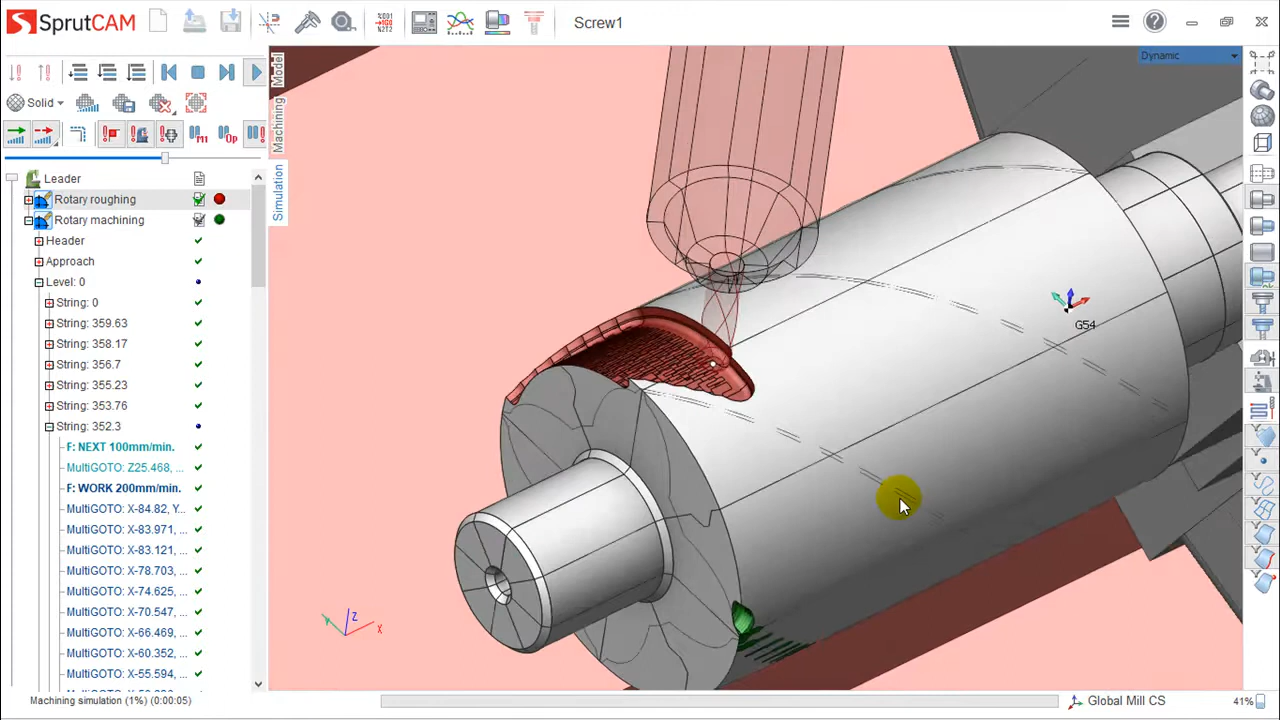 SprutCAM
Screw1
Dynamic
Model
Machining
Simulation
Solid
Leader
Rotary roughing
Rotary machining
Header
Approach
Level: 0
String: 0
String: 359.63
String: 358.17
String: 356.7
String: 355.23
String: 353.76
String: 352.3
F: NEXT 100mm/min.
MultiGOTO: Z25.468, ...
F: WORK 200mm/min.
MultiGOTO: X-84.82, Y...
MultiGOTO: X-83.971, ...
MultiGOTO: X-83.121, ...
MultiGOTO: X-78.703, ...
MultiGOTO: X-74.625, ...
MultiGOTO: X-70.547, ...
MultiGOTO: X-66.469, ...
MultiGOTO: X-60.352, ...
MultiGOTO: X-55.594, ...
G54
Z
Y
X
Machining simulation (1%) (0:00:05)
Global Mill CS
41%